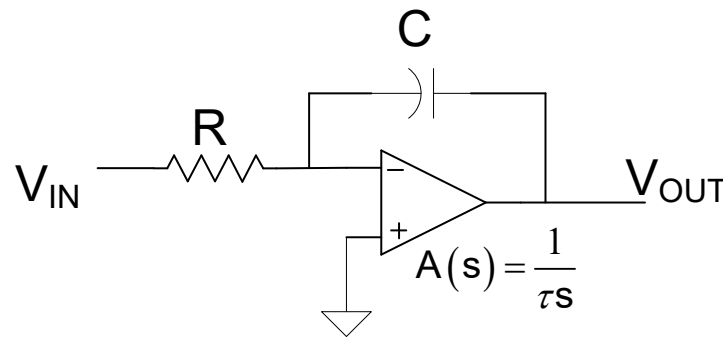 C
R
V_IN
−
+
V_OUT
A(s) = 1/τs